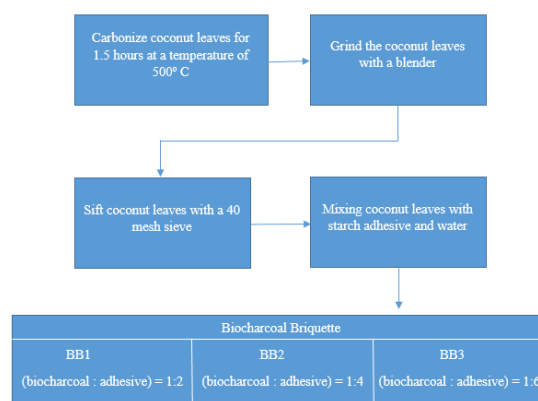 Carbonize coconut leaves for
1.5 hours at a temperature of
500º C
Grind the coconut leaves
with a blender
Sift coconut leaves with a 40
mesh sieve
Mixing coconut leaves with
starch adhesive and water
Biocharcoal Briquette
BB1
(biocharcoal : adhesive) = 1:2
BB2
(biocharcoal : adhesive) = 1:4
BB3
(biocharcoal : adhesive) = 1:6